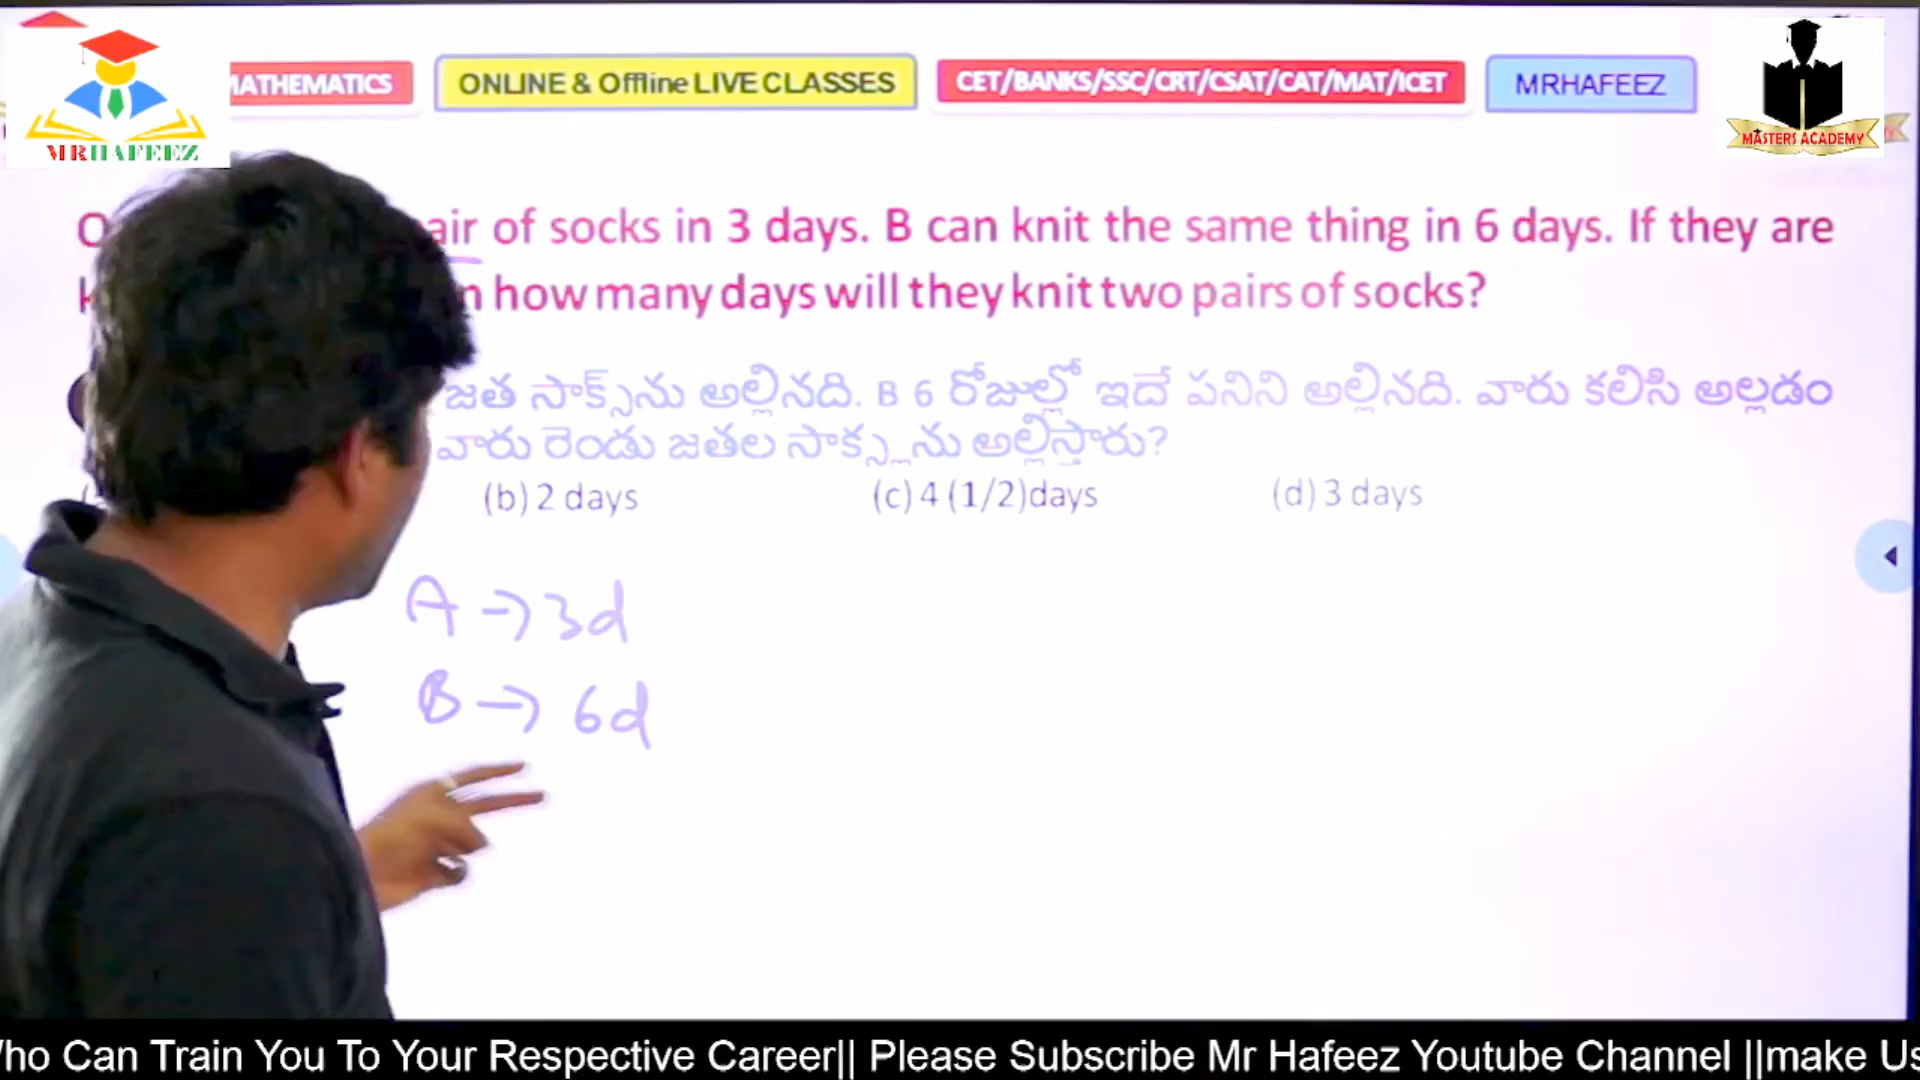 MRHAFEEZ
MATHEMATICS
ONLINE & Offline LIVE CLASSES
CET/BANKS/SSC/CRT/CSAT/CAT/MAT/ICET
MRHAFEEZ
MASTERS ACADEMY
of socks in 3 days. B can knit the same thing in 6 days. If they are
how many days will they knit two pairs of socks?
జత సాక్స్‌ను అల్లినది. B 6 రోజుల్లో ఇదే పనిని అల్లినది. వారు కలిసి అల్లడం
వారు రెండు జతల సాక్స్లను అల్లిస్తారు?
(b) 2 days
(c) 4 (1/2)days
(d) 3 days
A → 3d
B → 6d
Can Train You To Your Respective Career|| Please Subscribe Mr Hafeez Youtube Channel ||make Us